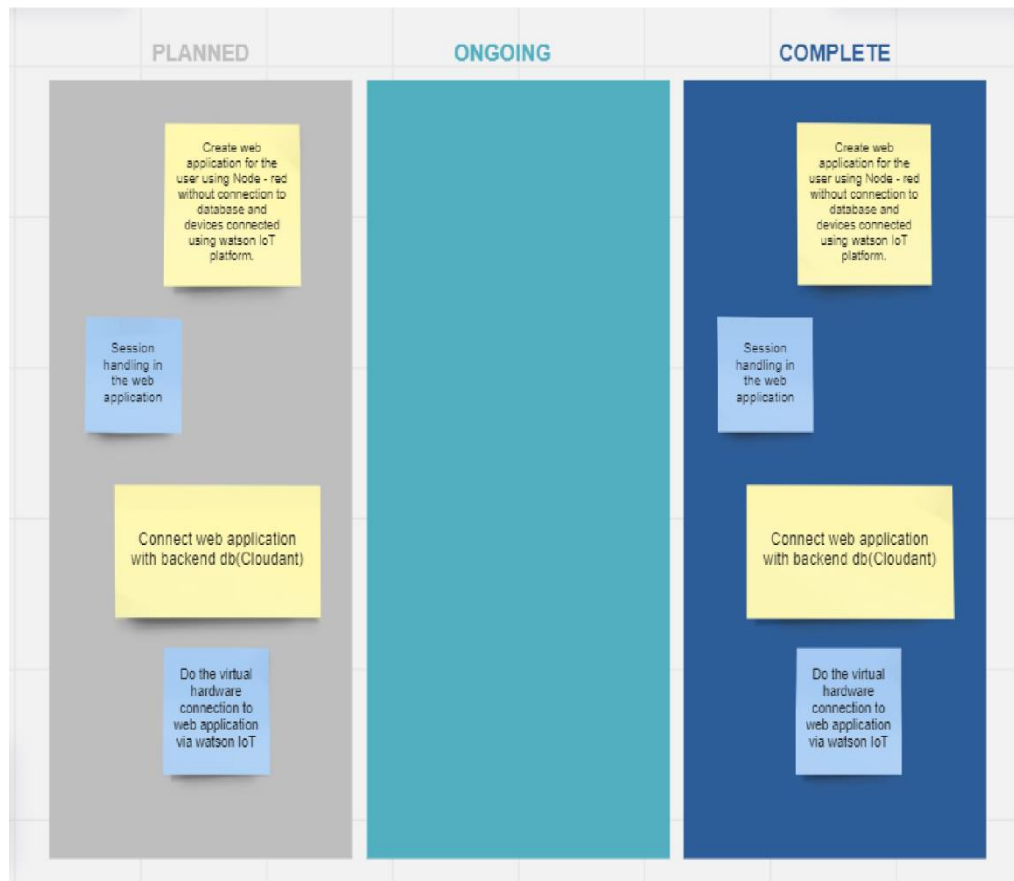 PLANNED
ONGOING
COMPLETE
Create web
application for the
user using Node - red
without connection to
database and
devices connected
using watson IoT
platform.
Session
handling in
the web
application
Connect web application
with backend db(Cloudant)
Do the virtual
hardware
connection to
web application
via watson IoT
Create web
application for the
user using Node - red
without connection to
database and
devices connected
using watson IoT
platform.
Session
handling in
the web
application
Connect web application
with backend db(Cloudant)
Do the virtual
hardware
connection to
web application
via watson IoT